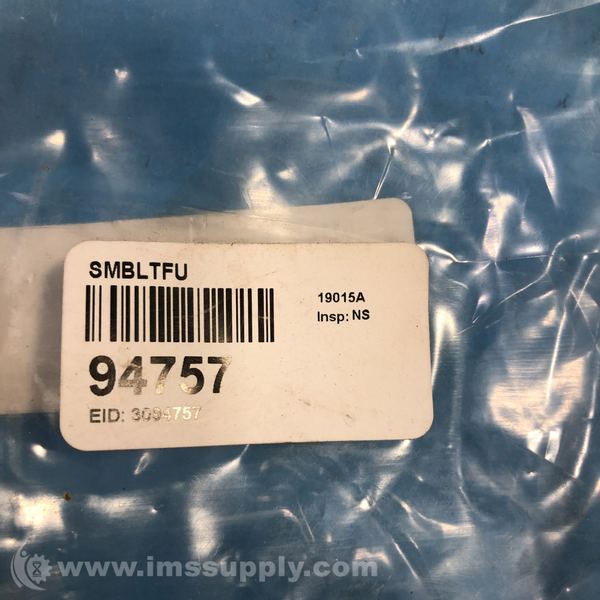 SMBLTFU
19015A
Insp: NS
94757
EID: 3094757
www.imssupply.com